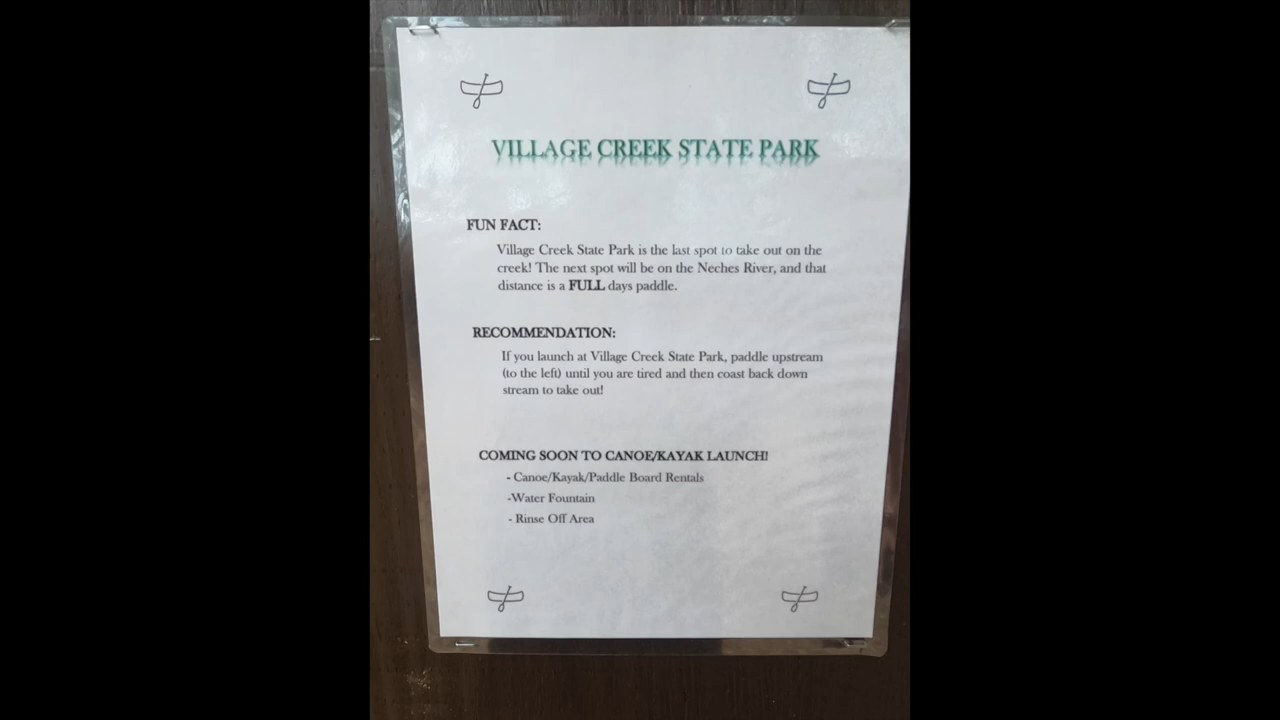 VILLAGE CREEK STATE PARK
FUN FACT:
Village Creek State Park is the last spot to take out on the
creek! The next spot will be on the Neches River, and that
distance is a FULL days paddle.
RECOMMENDATION:
If you launch at Village Creek State Park, paddle upstream
(to the left) until you are tired and then coast back down
stream to take out!
COMING SOON TO CANOE/KAYAK LAUNCH!
- Canoe/Kayak/Paddle Board Rentals
-Water Fountain
- Rinse Off Area